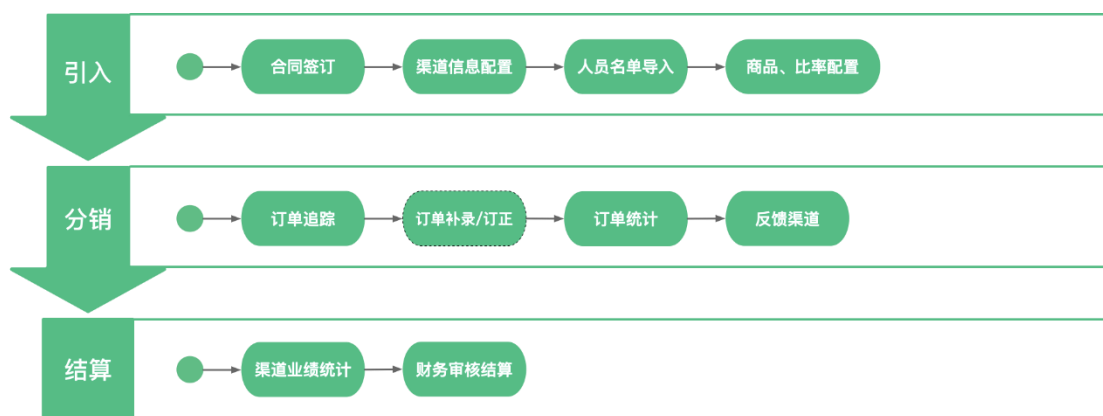 引入
合同签订
渠道信息配置
人员名单导入
商品、比率配置
分销
订单追踪
订单补录/订正
订单统计
反馈渠道
结算
渠道业绩统计
财务审核结算